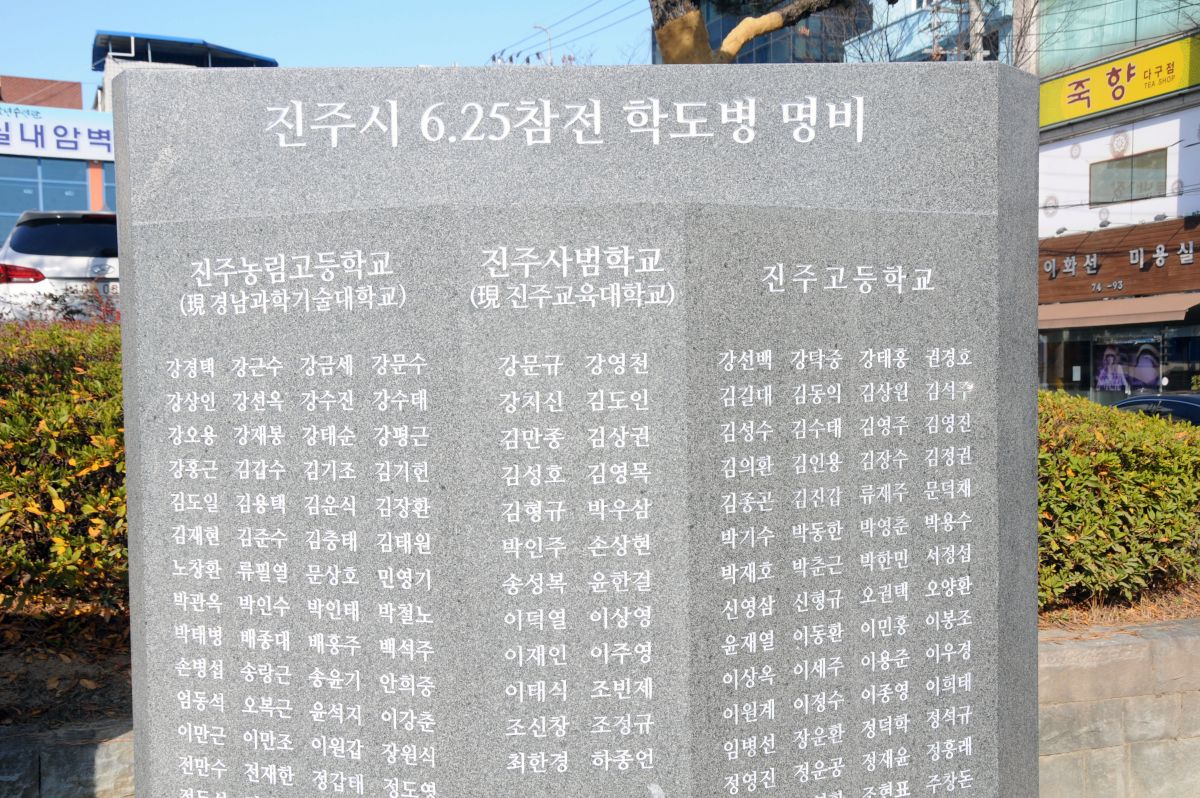 진주시 6.25참전 학도병 명비
진주농림고등학교
(現 경남과학기술대학교)
강경택 강근수 강금세 강문수
강상인 강선옥 강수진 강수태
강오용 강재봉 강태순 강평근
강홍근 김갑수 김기조 김기헌
김도일 김용택 김운식 김장환
김재현 김준수 김충태 김태원
노창환 류필열 문상호 민영기
박관옥 박인수 박인태 박철노
박태병 배종대 배홍주 백석주
손병섭 송랑근 송윤기 안희중
엄동석 오복근 윤석지 이강춘
이만근 이만조 이원갑 장원식
전만수 전재한 정갑태 정도영
진주사범학교
(現 진주교육대학교)
강문규 강영천
강치신 김도인
김만종 김상권
김성호 김영목
김형규 박우삼
박인주 손상현
송성복 윤한걸
이덕열 이상영
이재인 이주영
이태식 조빈제
조신창 조정규
최한경 하종언
진주고등학교
강선백 강탁중 강태홍 권경호
김길대 김동익 김상원 김석주
김성수 김수태 김영주 김영진
김의환 김인용 김장수 김정권
김종곤 김진갑 류재주 문덕채
박기수 박동한 박영춘 박용수
박재호 박춘근 박한민 서정섭
신영삼 신형규 오권택 오양환
윤재열 이동환 이민홍 이봉조
이상옥 이세주 이용준 이우정
이원계 이정수 이종영 이희태
임병선 장운환 정덕학 정석규
정영진 정운공 정재윤 정홍래
조현표 주창돈
실내암벽
죽향 다구점
TEA SHOP
이화선 미용실
74-93
08